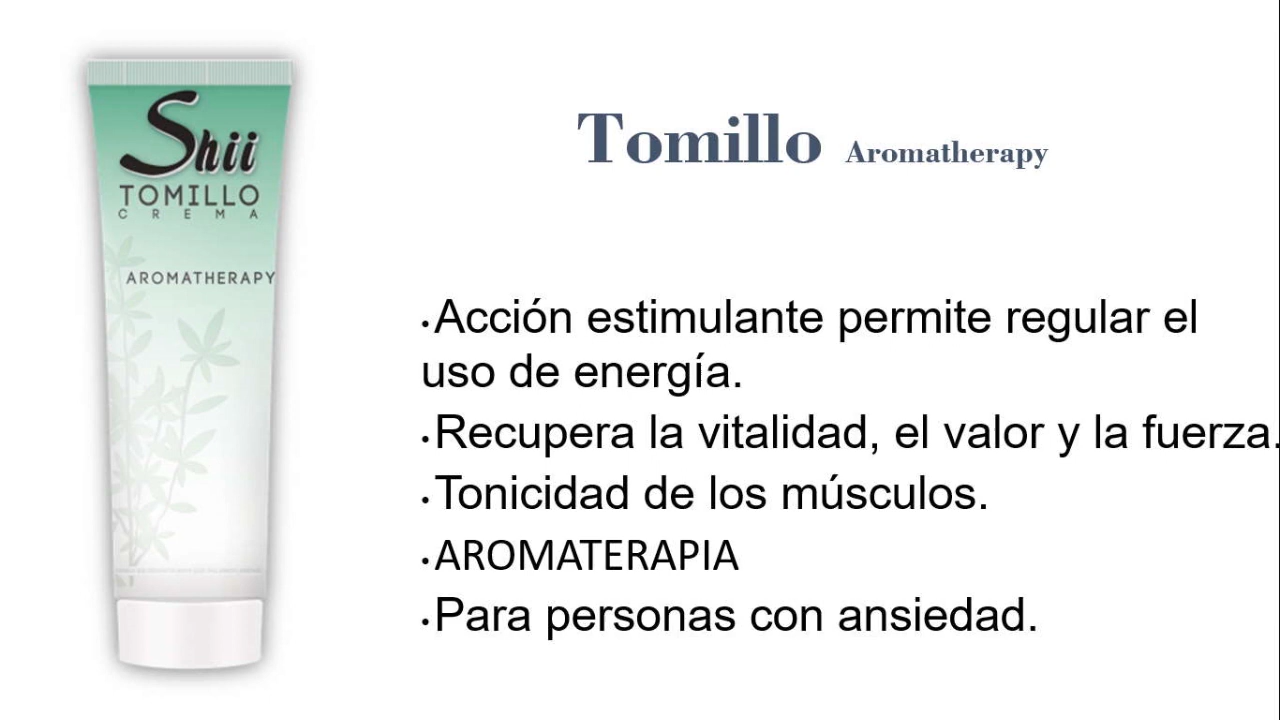 Shii
TOMILLO
CREMA
AROMATHERAPY
Tomillo Aromatherapy
•Acción estimulante permite regular el
uso de energía.
•Recupera la vitalidad, el valor y la fuerza.
•Tonicidad de los músculos.
•AROMATERAPIA
•Para personas con ansiedad.